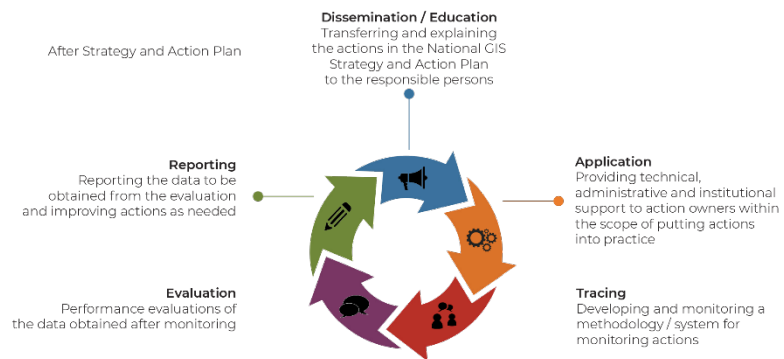 After Strategy and Action Plan
Dissemination / Education
Transferring and explaining
the actions in the National GIS
Strategy and Action Plan
to the responsible persons
Application
Providing technical,
administrative and institutional
support to action owners within
the scope of putting actions
into practice
Tracing
Developing and monitoring a
methodology / system for
monitoring actions
Evaluation
Performance evaluations of
the data obtained after monitoring
Reporting
Reporting the data to be
obtained from the evaluation
and improving actions as needed